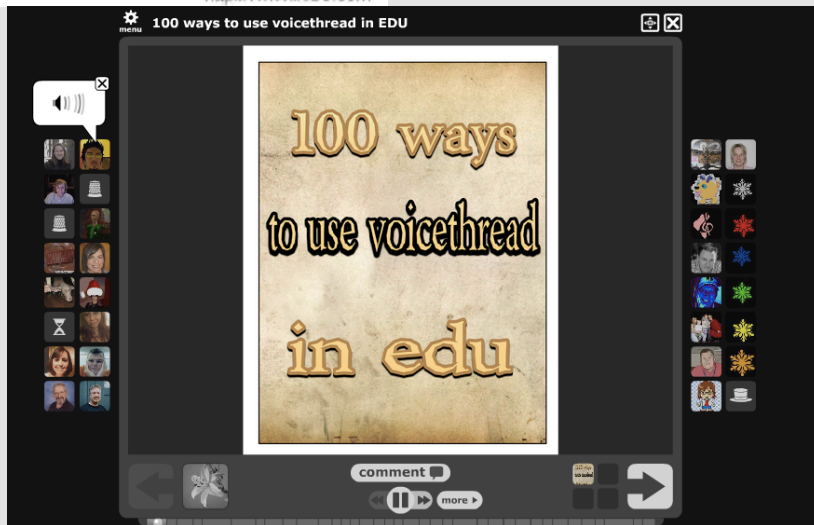 menu
100 ways to use voicethread in EDU
100 ways
to use voicethread
in edu
comment
more